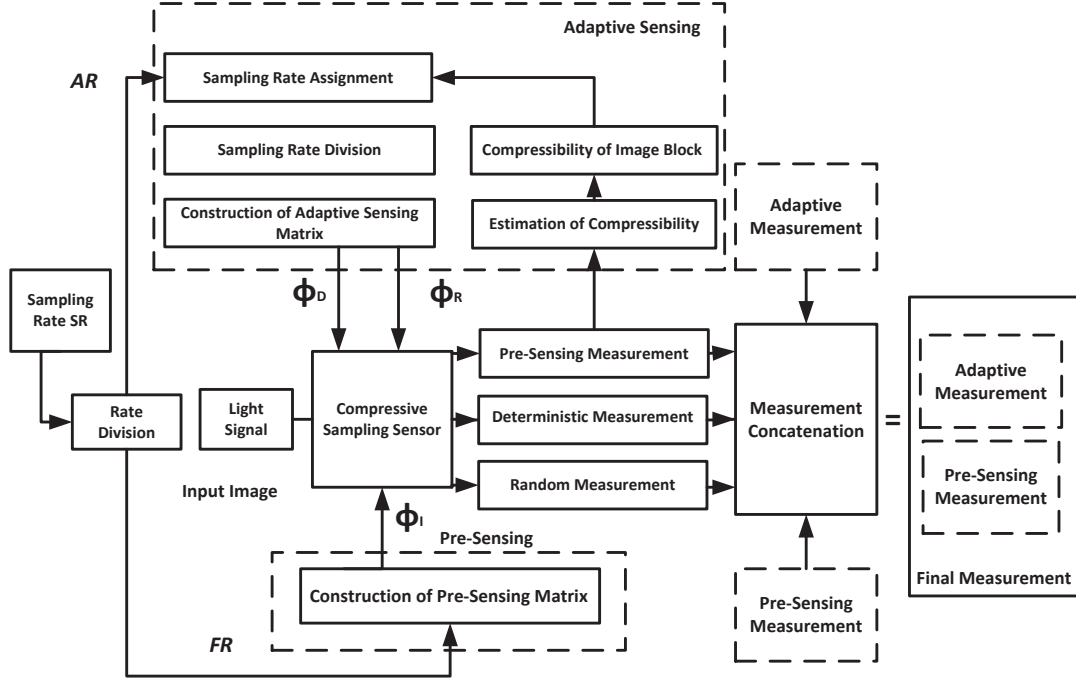 Adaptive Sensing
AR
Sampling Rate Assignment
Sampling Rate Division
Compressibility of Image Block
Construction of Adaptive Sensing
Matrix
Estimation of Compressibility
Adaptive
Measurement
ΦD
ΦR
Sampling
Rate SR
Rate
Division
Light
Signal
Input Image
Compressive
Sampling Sensor
Pre-Sensing Measurement
Deterministic Measurement
Random Measurement
Measurement
Concatenation
=
Adaptive
Measurement
Pre-Sensing
Measurement
Final Measurement
ΦI
Pre-Sensing
Construction of Pre-Sensing Matrix
FR
Pre-Sensing
Measurement